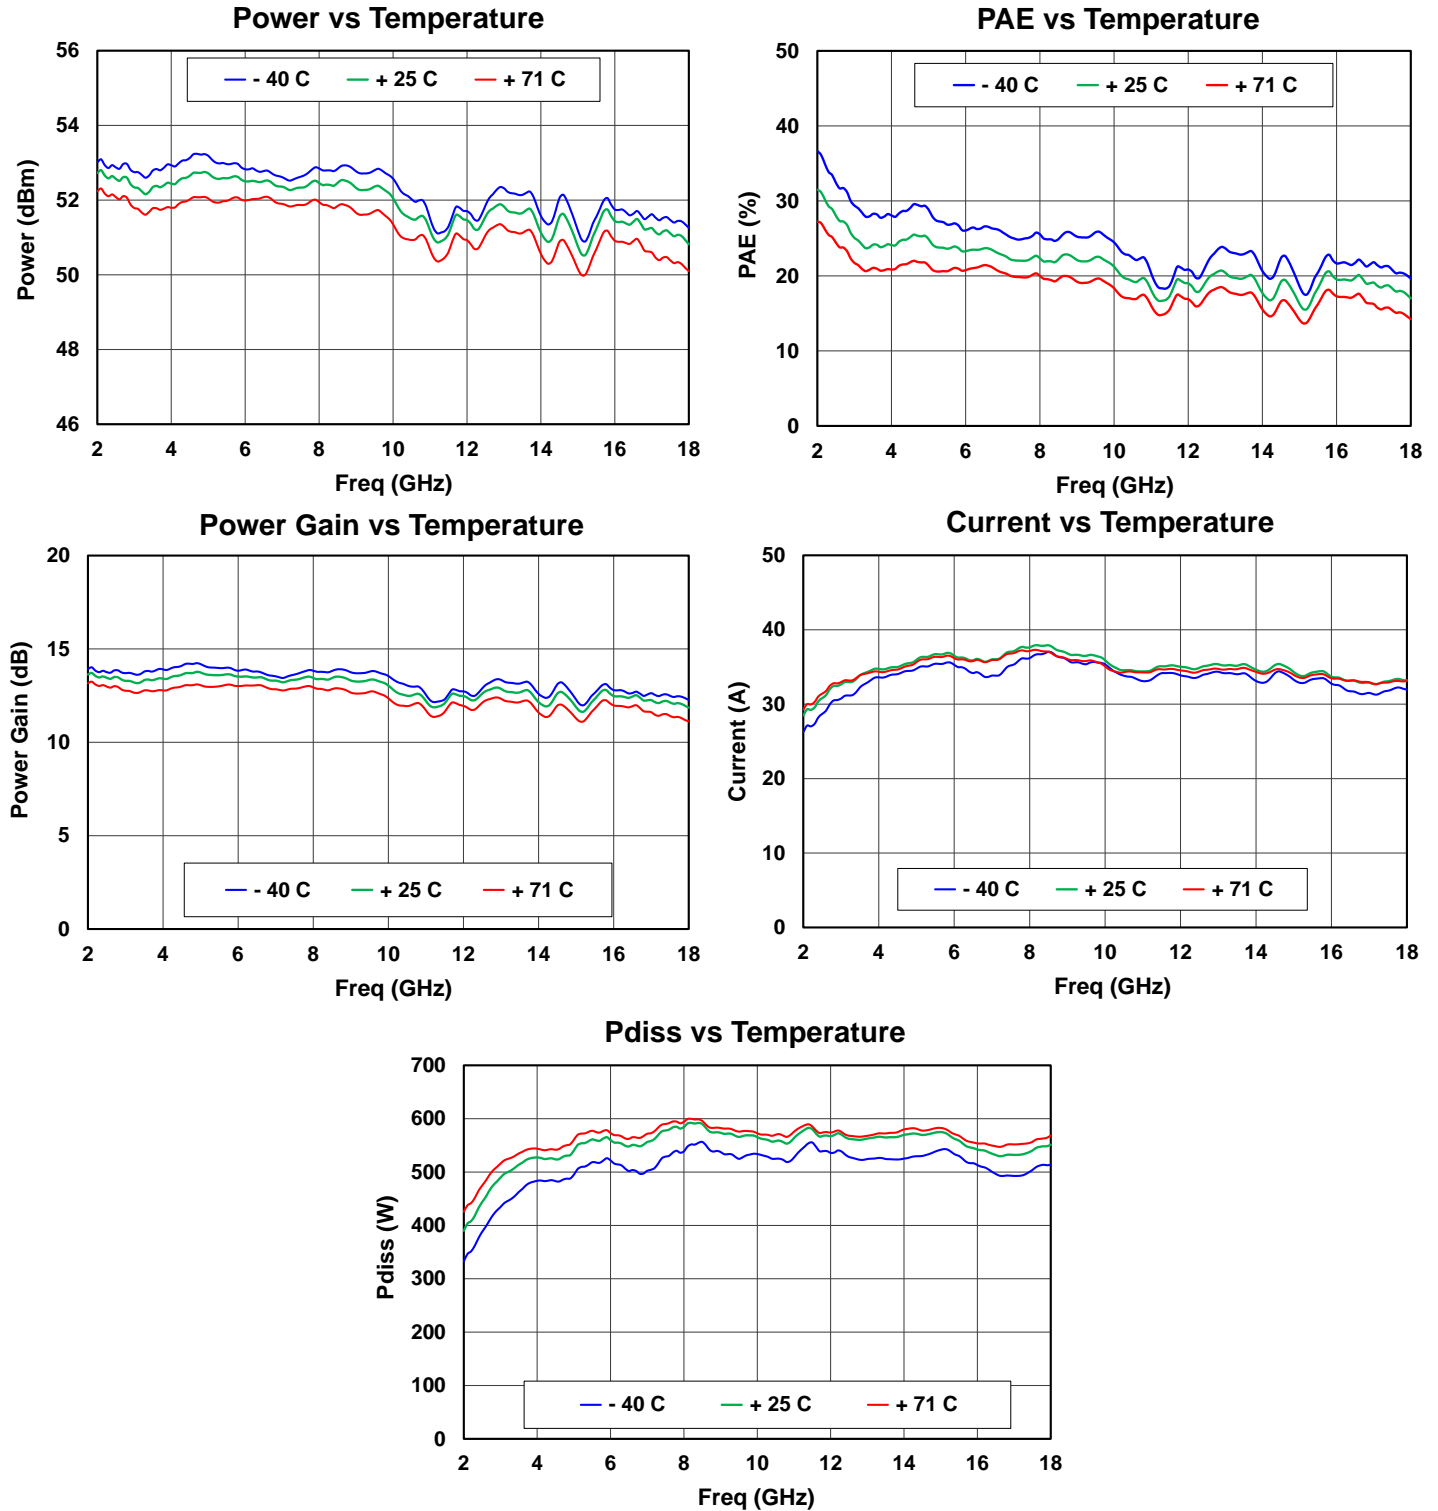 Power vs Temperature
56
54
52
50
48
46
Power (dBm)
- 40 C
+ 25 C
+ 71 C
2 4 6 8 10 12 14 16 18
Freq (GHz)
PAE vs Temperature
50
40
30
20
10
0
PAE (%)
- 40 C
+ 25 C
+ 71 C
2 4 6 8 10 12 14 16 18
Freq (GHz)
Power Gain vs Temperature
20
15
10
5
0
Power Gain (dB)
- 40 C
+ 25 C
+ 71 C
2 4 6 8 10 12 14 16 18
Freq (GHz)
Current vs Temperature
50
40
30
20
10
0
Current (A)
- 40 C
+ 25 C
+ 71 C
2 4 6 8 10 12 14 16 18
Freq (GHz)
Pdiss vs Temperature
700
600
500
400
300
200
100
0
Pdiss (W)
- 40 C
+ 25 C
+ 71 C
2 4 6 8 10 12 14 16 18
Freq (GHz)